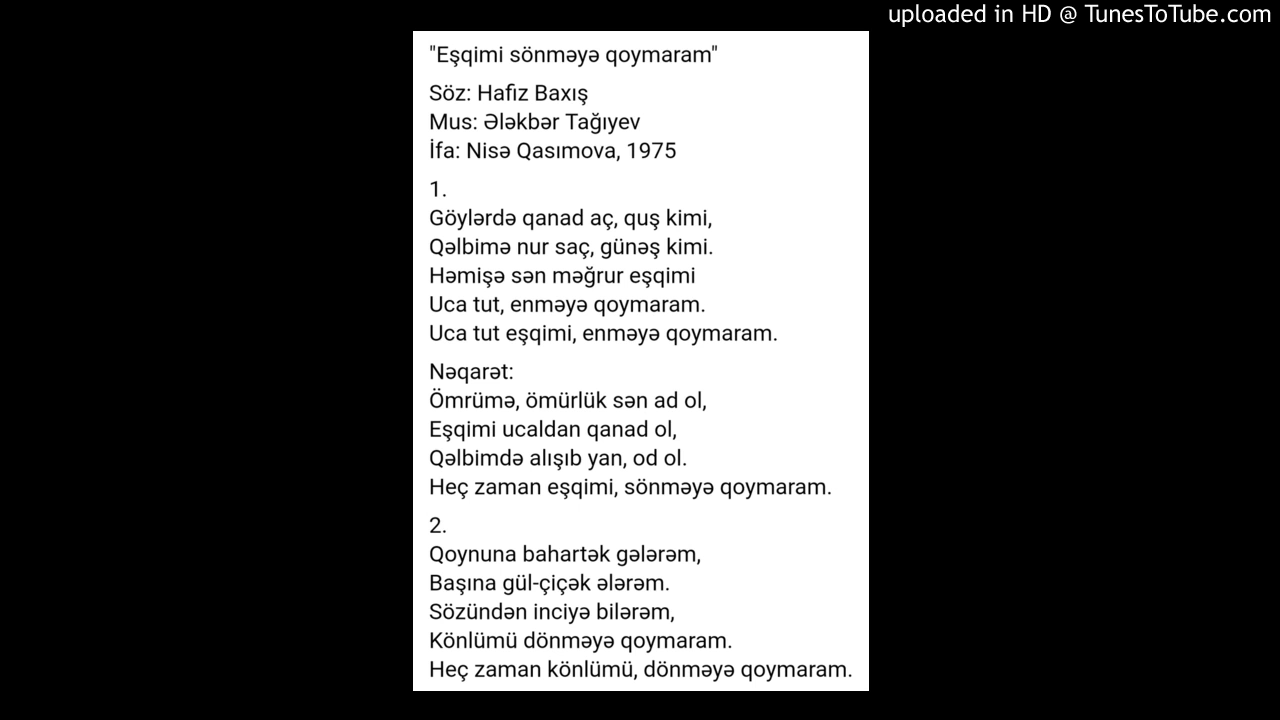 uploaded in HD @ TunesToTube.com
"Eşqimi sönməyə qoymaram"
Söz: Hafiz Baxış
Mus: Ələkbər Tağıyev
İfa: Nisə Qasımova, 1975
1.
Göylərdə qanad aç, quş kimi,
Qəlbimə nur saç, günəş kimi.
Həmişə sən məğrur eşqimi
Uca tut, enməyə qoymaram.
Uca tut eşqimi, enməyə qoymaram.
Nəqarət:
Ömrümə, ömürlük sən ad ol,
Eşqimi ucaldan qanad ol,
Qəlbimdə alışıb yan, od ol.
Heç zaman eşqimi, sönməyə qoymaram.
2.
Qoynuna bahartək gələrəm,
Başına gül-çiçək ələrəm.
Sözündən inciyə bilərəm,
Könlümü dönməyə qoymaram.
Heç zaman könlümü, dönməyə qoymaram.